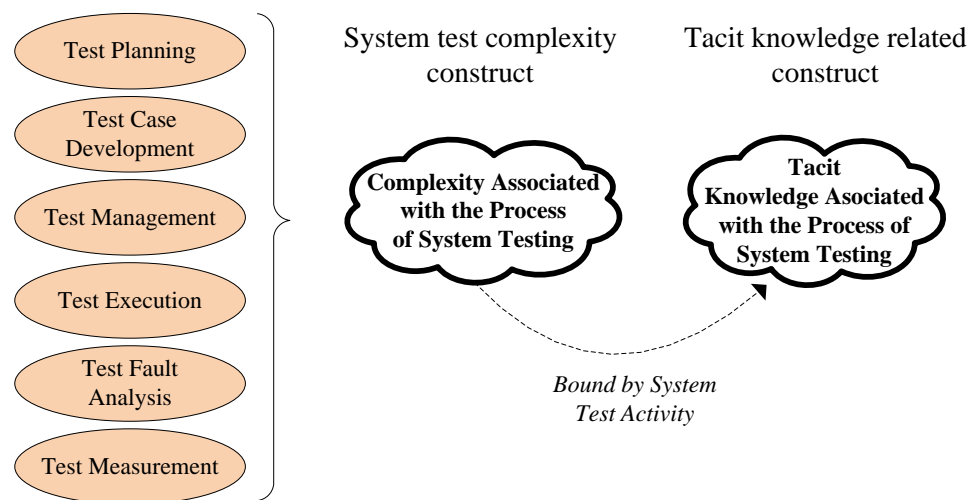 Test Planning
Test Case
Development
Test Management
Test Execution
Test Fault
Analysis
Test Measurement
System test complexity
construct
Complexity Associated
with the Process
of System Testing
Tacit knowledge related
construct
Tacit
Knowledge Asociated
with the Process of
System Testing
Bound by System
Test Activity